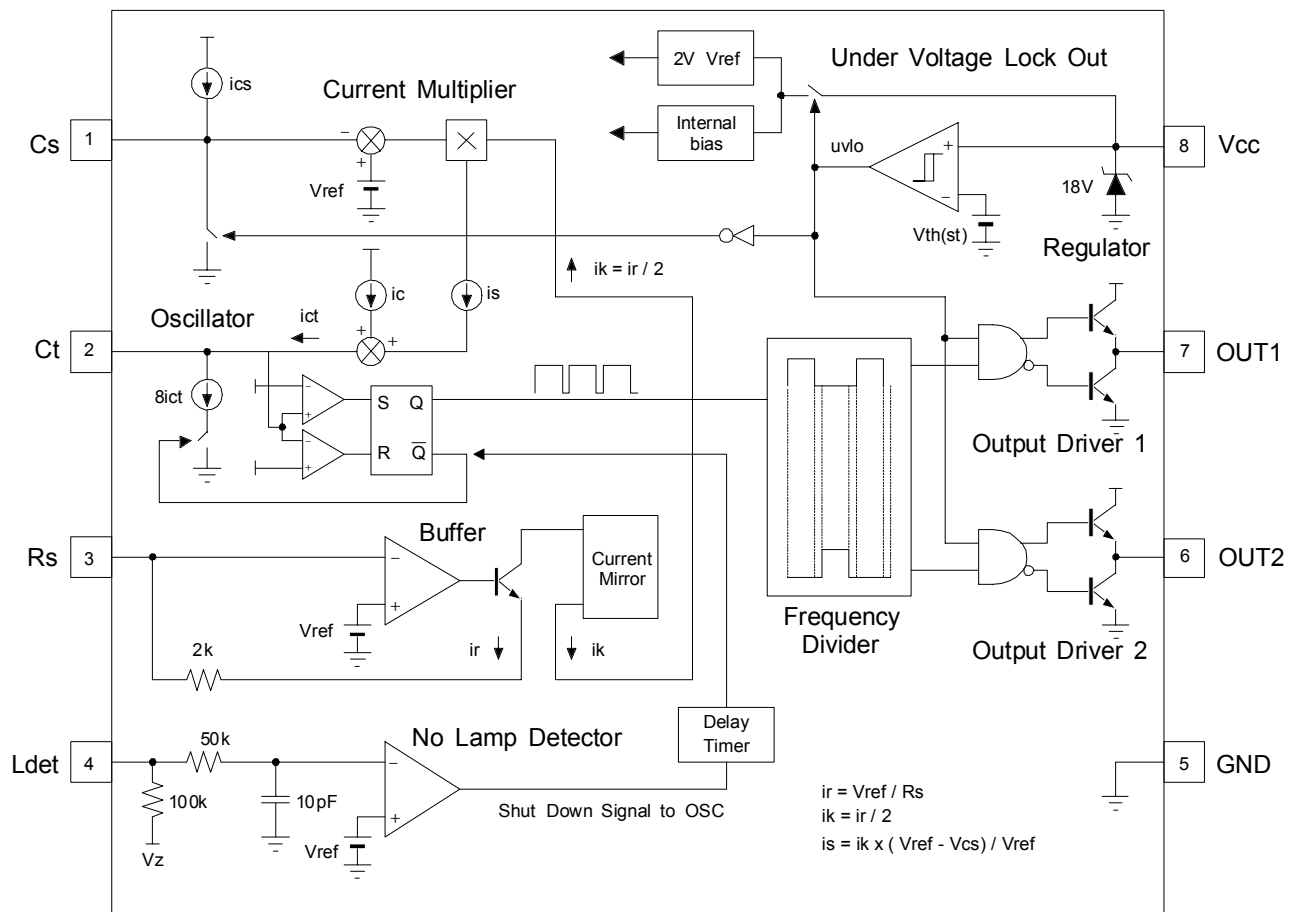 2V Vref
Under Voltage Lock Out
ics
Current Multiplier
Internal
bias
Cs
1
−
×
+
Vref
uvlo
+
−
8
Vcc
18V
Vth(st)
Regulator
ik = ir / 2
ic
is
Oscillator
ict
+
+
Ct
2
7
OUT1
8ict
−
+
−
+
S Q
R Q̅
Output Driver 1
Buffer
Rs
3
−
+
Vref
Current
Mirror
6
OUT2
Frequency
Divider
2k
ir
ik
Output Driver 2
No Lamp Detector
Delay
Timer
Ldet
4
50k
−
+
5
GND
100k
10pF
Shut Down Signal to OSC
Vref
Vz
ir = Vref / Rs
ik = ir / 2
is = ik x ( Vref - Vcs) / Vref